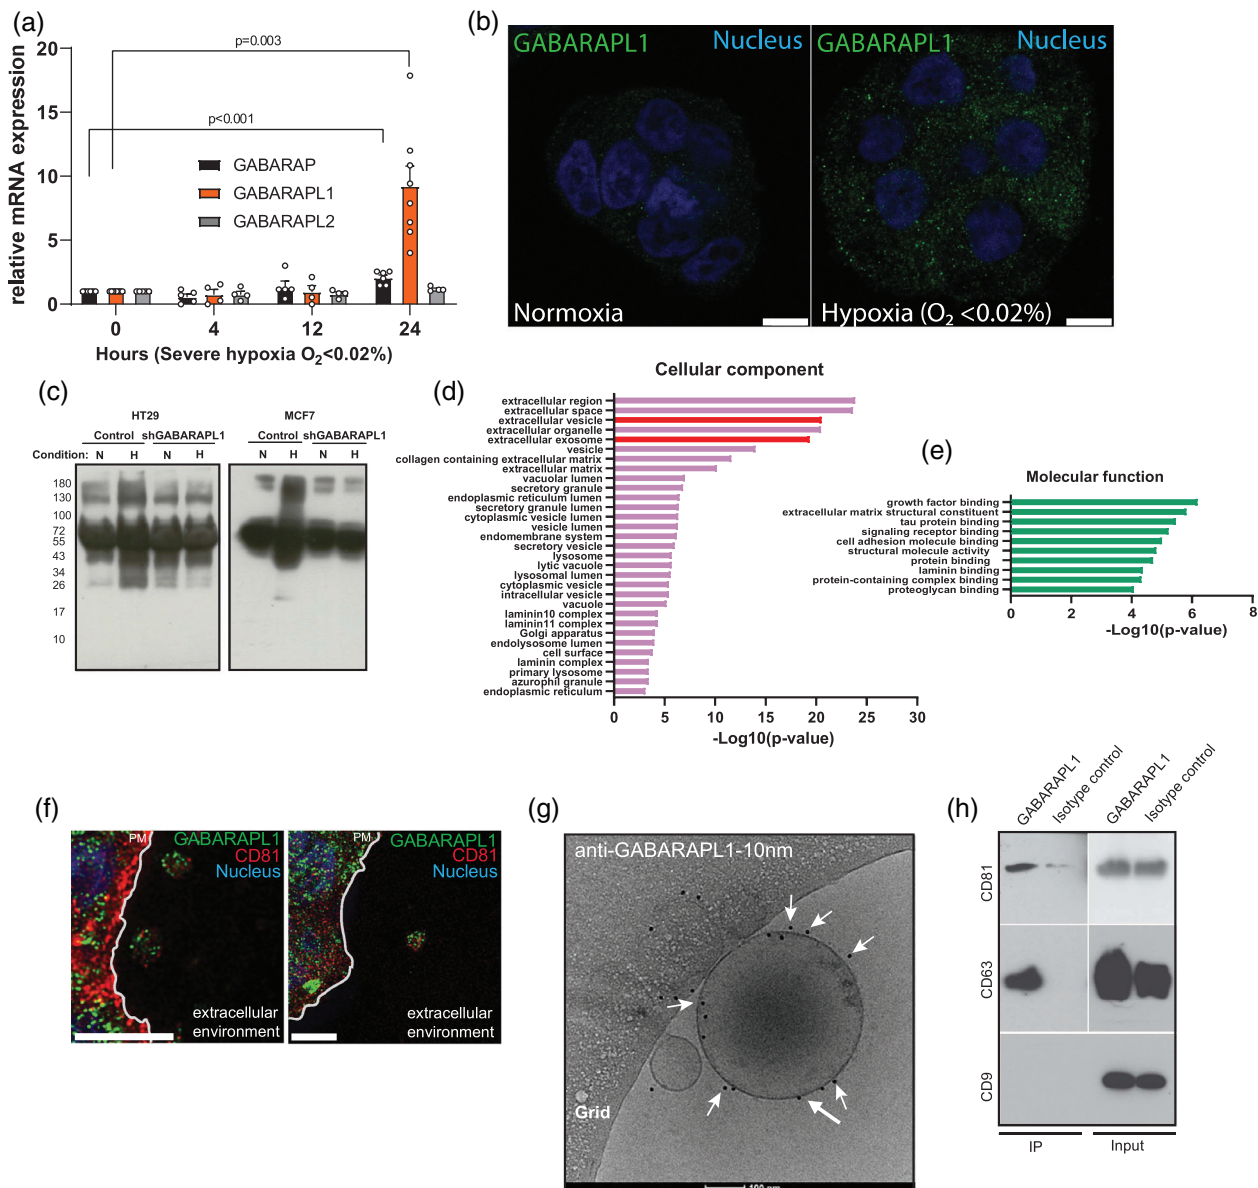 (a)
p=0.003
p<0.001
relative mRNA expression
20
15
10
5
0
GABARAP
GABARAPL1
GABARAPL2
0 4 12 24
Hours (Severe hypoxia O2<0.02%)
(b)
GABARAPL1 Nucleus
Normoxia
GABARAPL1 Nucleus
Hypoxia (O2 <0.02%)
(c)
HT29 MCF7
Control shGABARAPL1 Control shGABARAPL1
Condition: N H N H N H N H
180
130
100
72
55
43
34
26
17
10
(d)
Cellular component
extracellular region
extracellular space
extracellular vesicle
extracellular organelle
extracellular exosome
vesicle
collagen containing extracellular matrix
extracellular matrix
vacuolar lumen
secretory granule
endoplasmic reticulum lumen
secretory granule lumen
cytoplasmic vesicle lumen
vesicle lumen
endomembrane system
secretory vesicle
lysosome
lytic vacuole
lysosomal lumen
cytoplasmic vesicle
intracellular vesicle
vacuole
laminin10 complex
laminin11 complex
Golgi apparatus
endolysosome lumen
cell surface
laminin complex
primary lysosome
azurophil granule
endoplasmic reticulum
0 5 10 15 20 25 30
-Log10(p-value)
(e)
Molecular function
growth factor binding
extracellular matrix structural constituent
tau protein binding
signaling receptor binding
cell adhesion molecule binding
structural molecule activity
protein binding
laminin binding
protein-containing complex binding
proteoglycan binding
0 2 4 6 8
-Log10(p-value)
(f)
PM
GABARAPL1
CD81
Nucleus
extracellular
environment
PM
GABARAPL1
CD81
Nucleus
extracellular
environment
(g)
anti-GABARAPL1-10nm
Grid
100 nm
(h)
GABARAPL1
Isotype control
GABARAPL1
Isotype control
CD81
CD63
CD9
IP Input